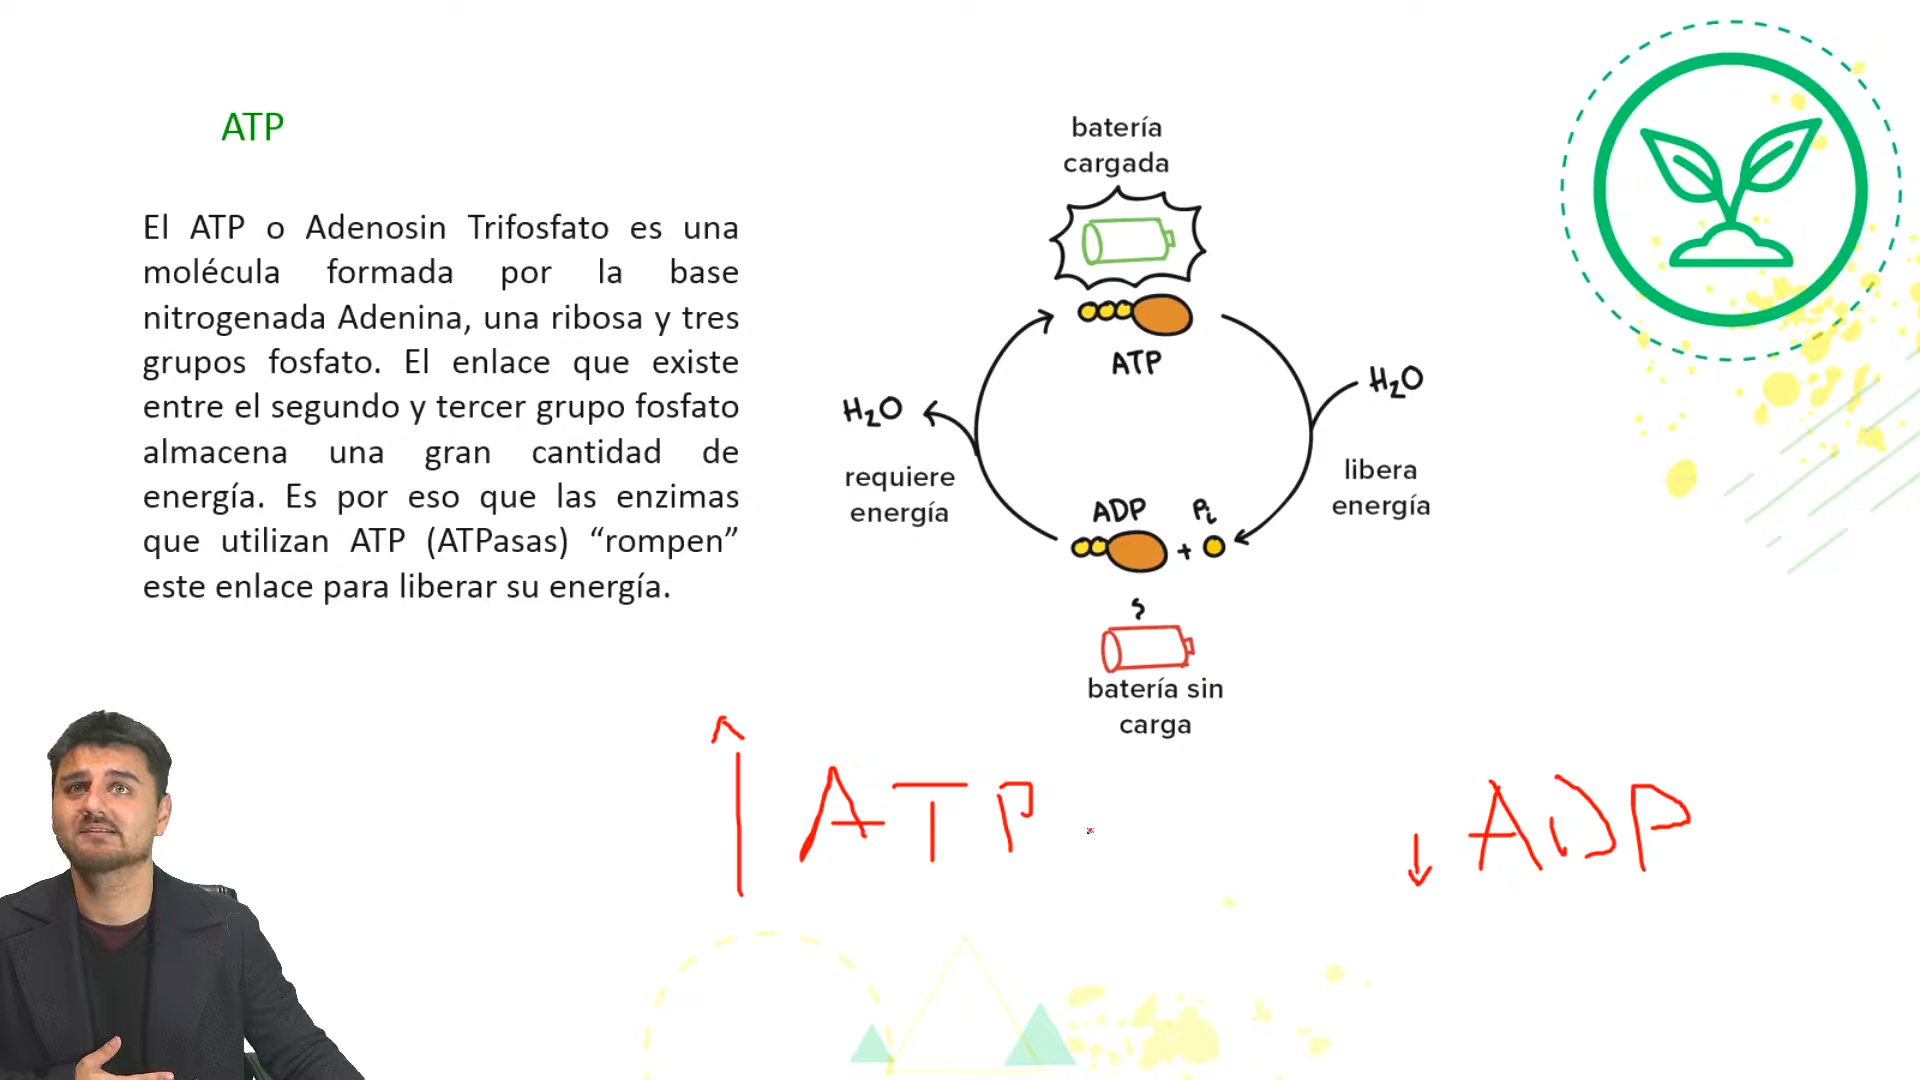 ATP
El ATP o Adenosin Trifosfato es una
molécula formada por la base
nitrogenada Adenina, una ribosa y tres
grupos fosfato. El enlace que existe
entre el segundo y tercer grupo fosfato
almacena una gran cantidad de
energía. Es por eso que las enzimas
que utilizan ATP (ATPasas) “rompen”
este enlace para liberar su energía.
batería
cargada
ATP
H₂O
H₂O
requiere
energía
libera
energía
ADP
Pi
+
batería sin
carga
↑ ATP
↓ ADP